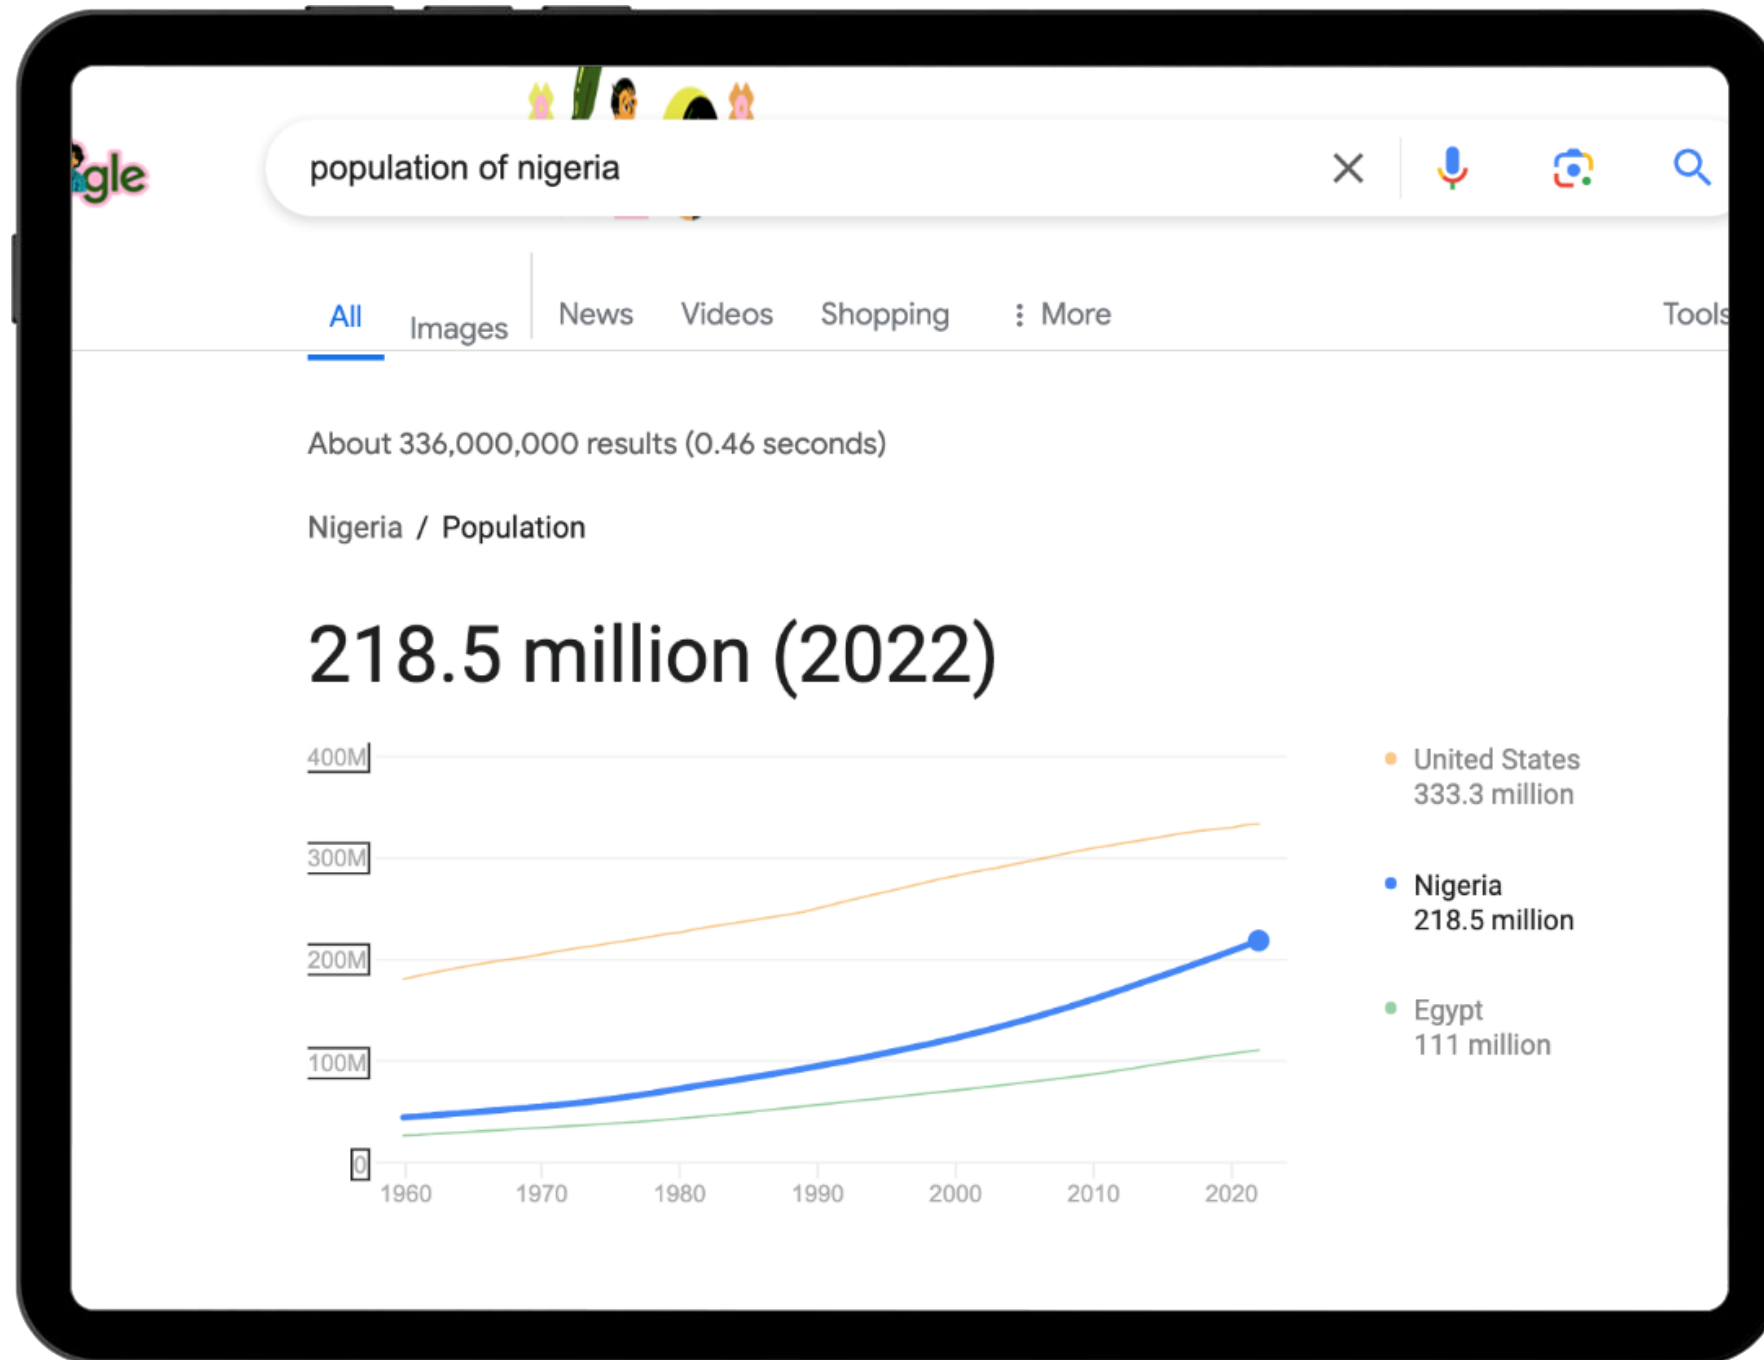 gle
population of nigeria
All Images News Videos Shopping More Tools
About 336,000,000 results (0.46 seconds)
Nigeria / Population
218.5 million (2022)
400M
300M
200M
100M
0
1960 1970 1980 1990 2000 2010 2020
United States
333.3 million
Nigeria
218.5 million
Egypt
111 million